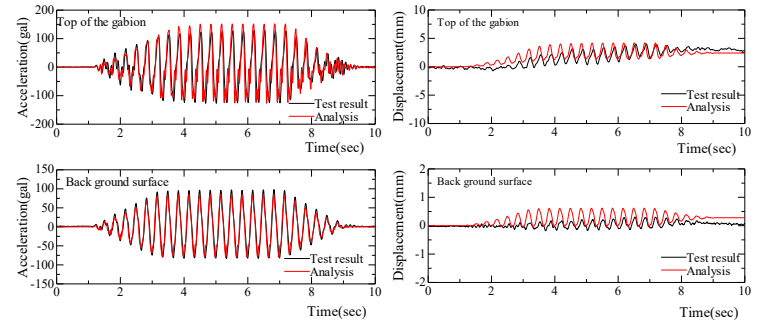 200
150
100
50
0
-50
-100
-200
Acceleration(gal)
Top of the gabion
Test result
Analysis
0 2 4 6 8 10
Time(sec)
10
5
0
-5
-10
Displacement(mm)
Top of the gabion
Test result
Analysis
0 2 4 6 8 10
Time(sec)
150
100
50
0
-50
-100
-150
Acceleration(gal)
Back ground surface
Test result
Analysis
0 2 4 6 8 10
Time(sec)
2
1
0
-1
-2
Displacement(mm)
Back ground surface
Test result
Analysis
0 2 4 6 8 10
Time(sec)